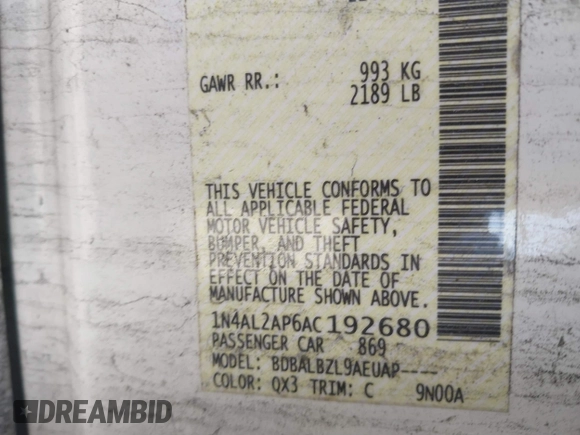 GAWR RR.: 993 KG
2189 LB
THIS VEHICLE CONFORMS TO
ALL APPLICABLE FEDERAL
MOTOR VEHICLE SAFETY,
BUMPER, AND THEFT
PREVENTION STANDARDS IN
EFFECT ON THE DATE OF
MANUFACTURE SHOWN ABOVE.
1N4AL2AP6AC192680
PASSENGER CAR 869
MODEL: BDBALBZL9AEUAP-----
COLOR: QX3 TRIM: C 9N00A
DREAMBID